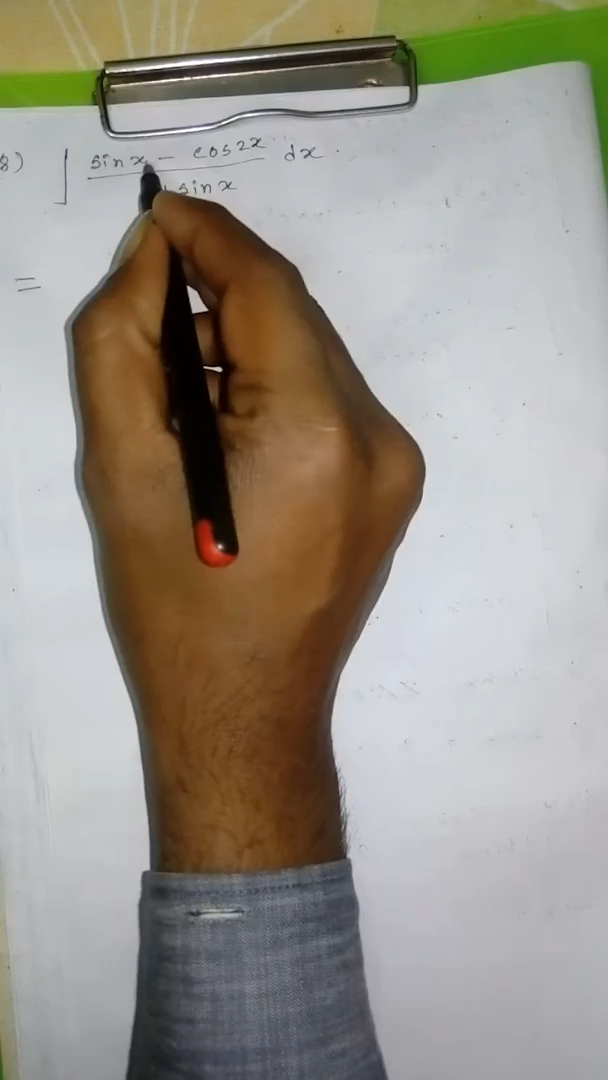 8) ∫ sin x - cos 2x dx
sin x
=